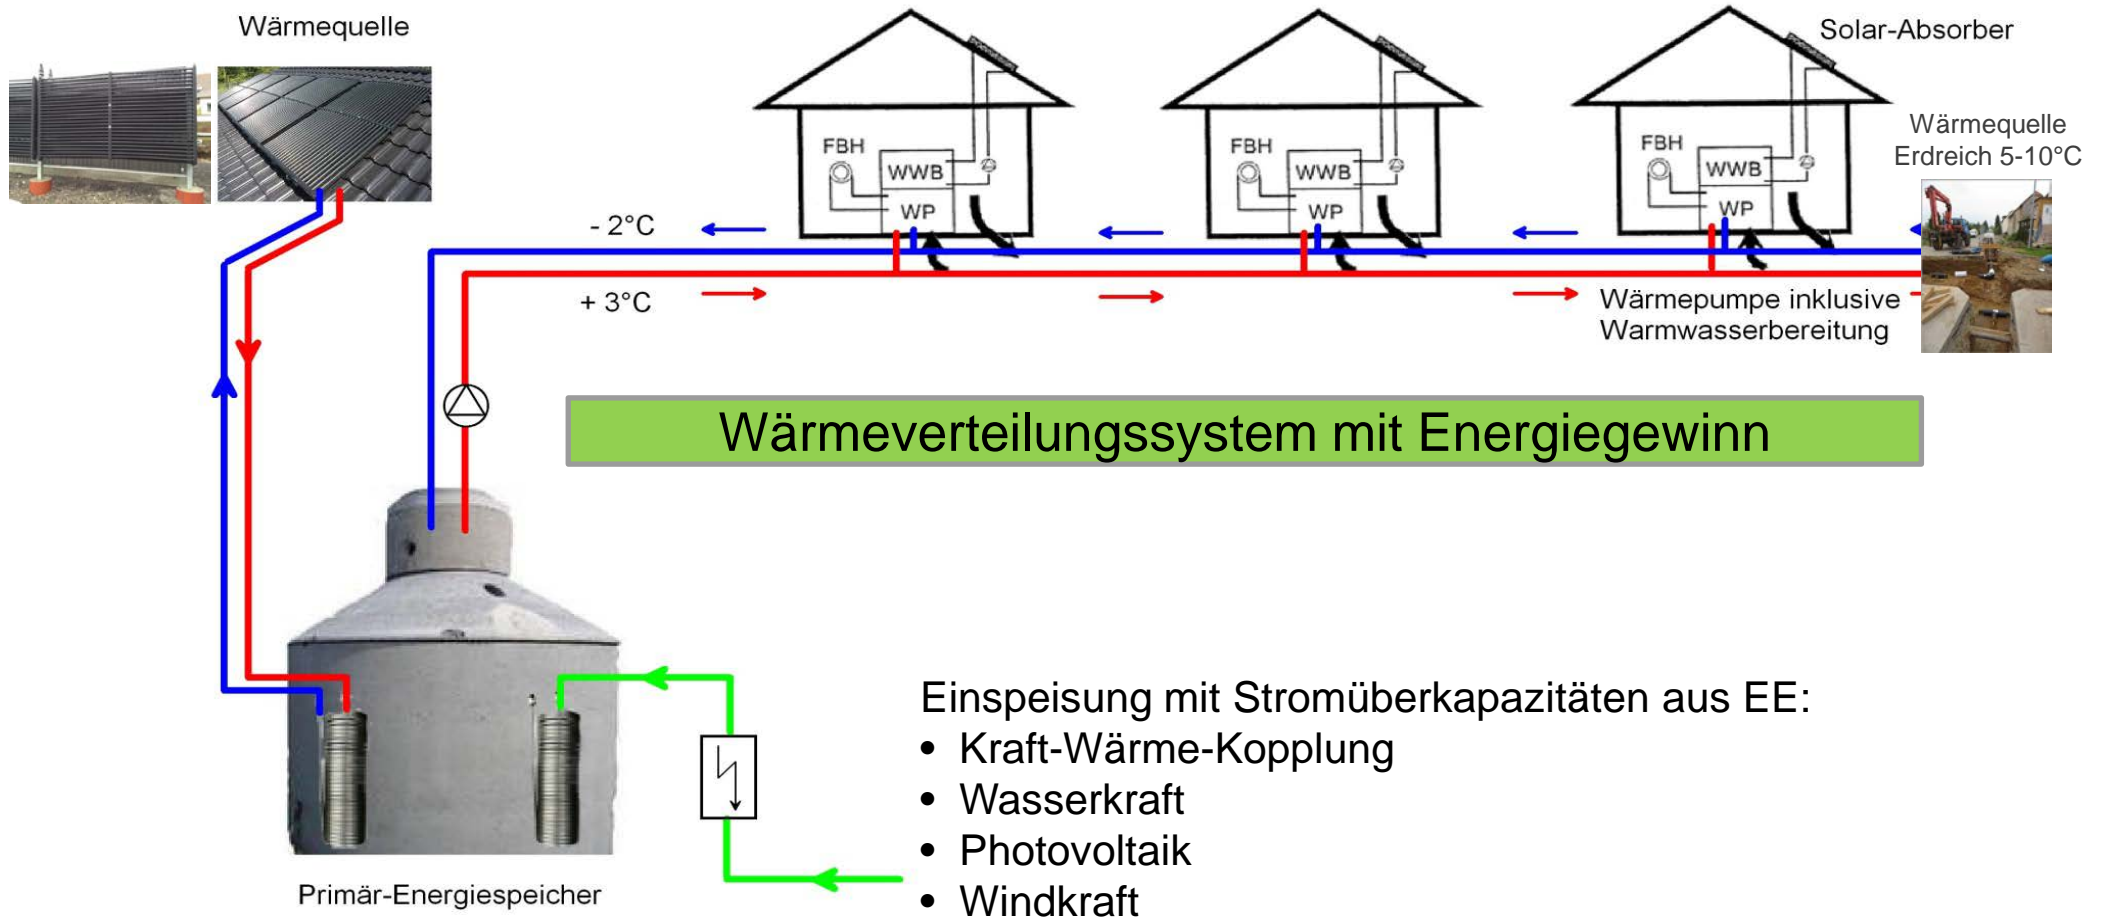 Wärmequelle
Solar-Absorber
Wärmequelle
Erdreich 5-10°C
FBH
WWB
WP
FBH
WWB
WP
FBH
WWB
WP
- 2°C
+ 3°C
Wärmepumpe inklusive
Warmwasserbereitung
Wärmeverteilungssystem mit Energiegewinn
Einspeisung mit Stromüberkapazitäten aus EE:
• Kraft-Wärme-Kopplung
• Wasserkraft
• Photovoltaik
• Windkraft
Primär-Energiespeicher